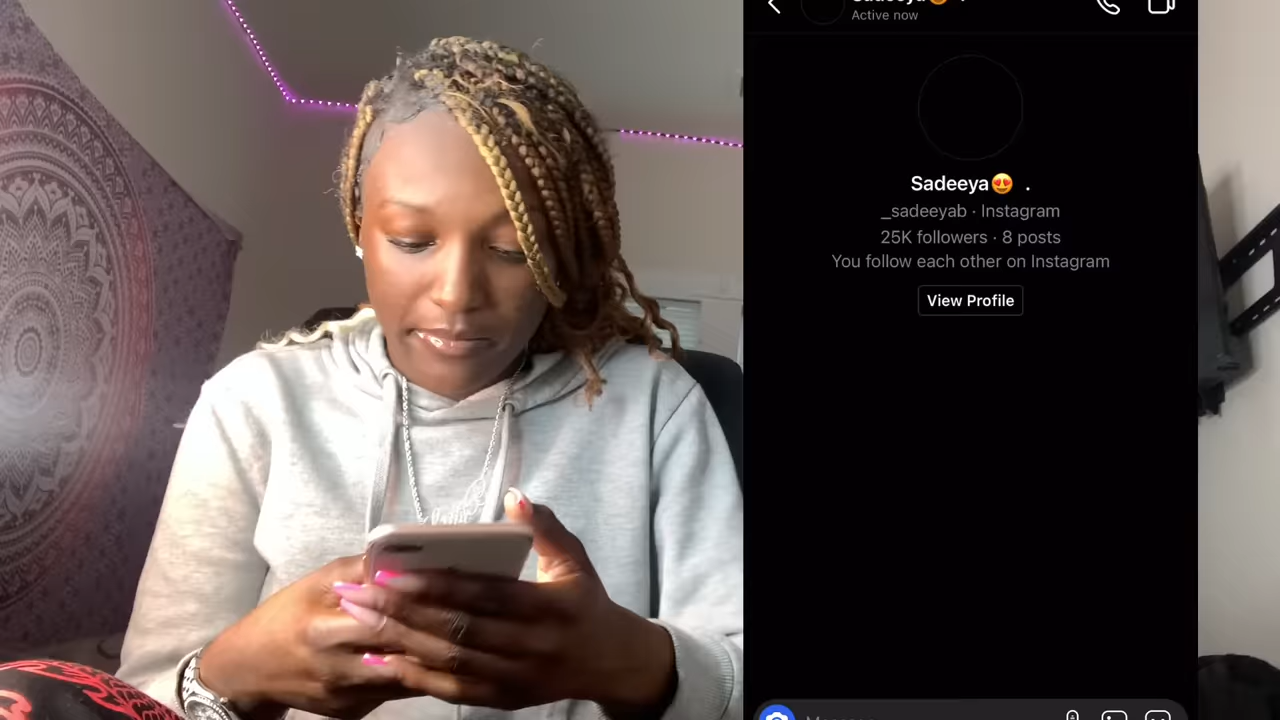 Active now
Sadeeya😍 .
_sadeeyab · Instagram
25K followers · 8 posts
You follow each other on Instagram
View Profile